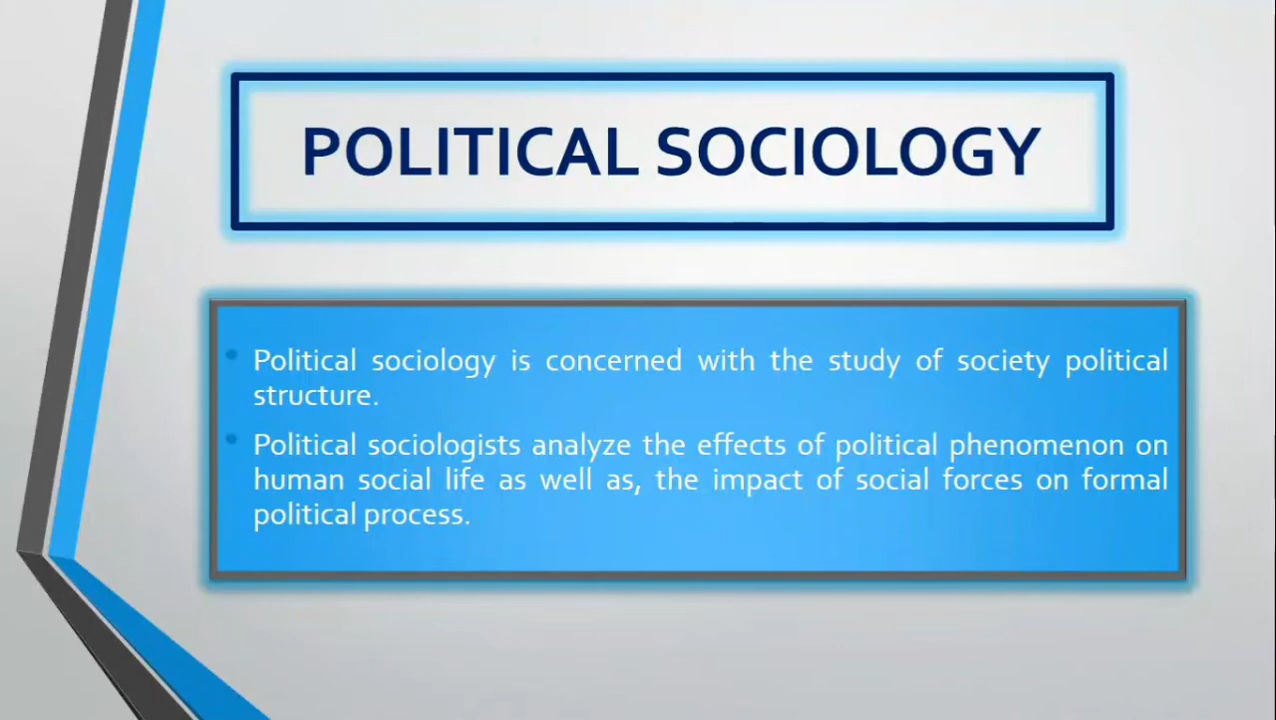 POLITICAL SOCIOLOGY
• Political sociology is concerned with the study of society political
structure.
• Political sociologists analyze the effects of political phenomenon on
human social life as well as, the impact of social forces on formal
political process.